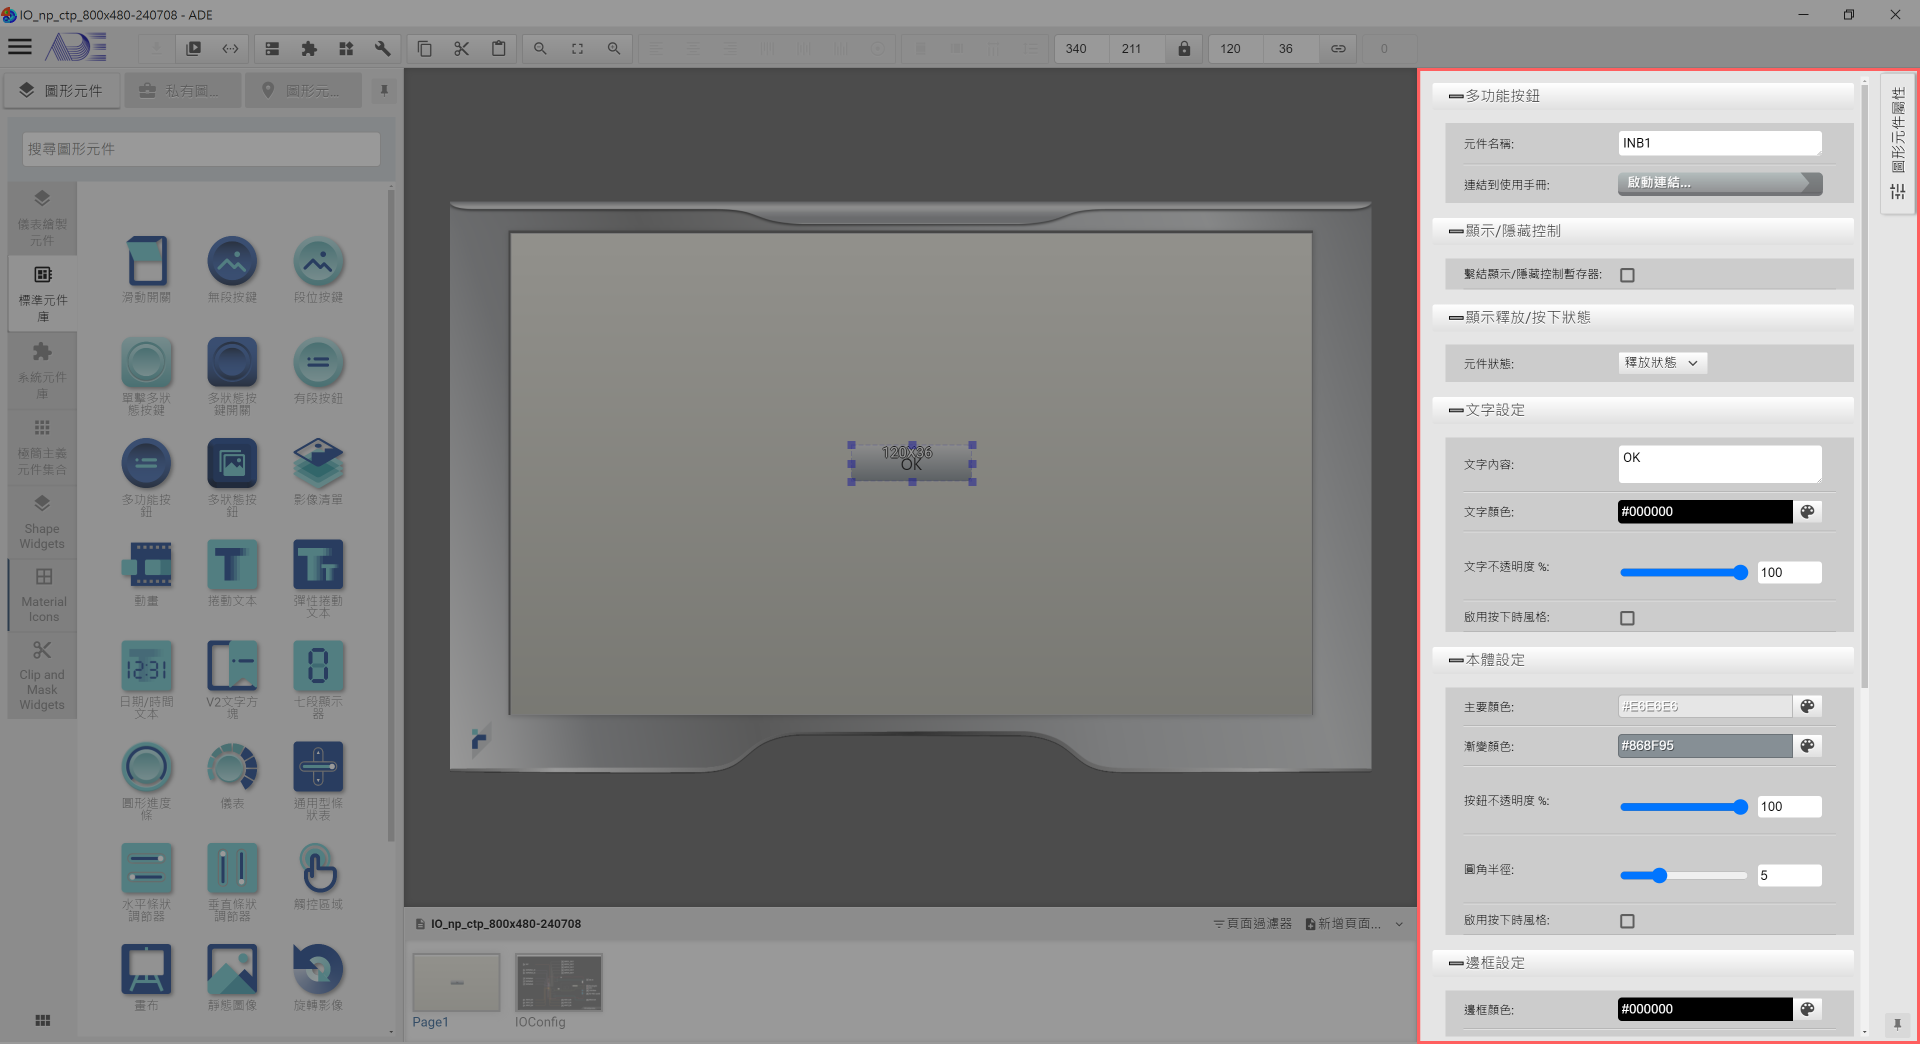 IO_np_ctp_800x480-240708 - ADE
ADE
340
211
120
36
0
圖形元件
私有圖...
圖形元...
搜尋圖形元件
儀表繪製
元件
標準元件
庫
系統元件
庫
極簡主義
元件集合
Shape
Widgets
Material
Icons
Clip and
Mask
Widgets
滑動開關
無段按鍵
段位按鍵
單擊多狀
態按鍵
多狀態按
鍵開關
有段按鈕
多功能按
鈕
多狀態按
鈕
影像清單
動畫
捲動文本
彈性捲動
文本
12:31
日期/時間
文本
V2文字方
塊
七段顯示
器
圓形進度
條
儀表
通用型條
狀表
水平條狀
調節器
垂直條狀
調節器
觸控區域
畫布
靜態圖像
旋轉影像
120X36
OK
IO_np_ctp_800x480-240708
頁面過濾器
新增頁面...
Page1
IOConfig
多功能按鈕
元件名稱:
INB1
連結到使用手冊:
啟動連結...
顯示/隱藏控制
繫結顯示/隱藏控制暫存器:
顯示釋放/按下狀態
元件狀態:
釋放狀態
文字設定
文字內容:
OK
文字顏色:
#000000
文字不透明度 %:
100
啟用按下時風格:
本體設定
主要顏色:
#E6E6E6
漸變顏色:
#868F95
按鈕不透明度 %:
100
圓角半徑:
5
啟用按下時風格:
邊框設定
邊框顏色:
#000000
圖形元件屬性